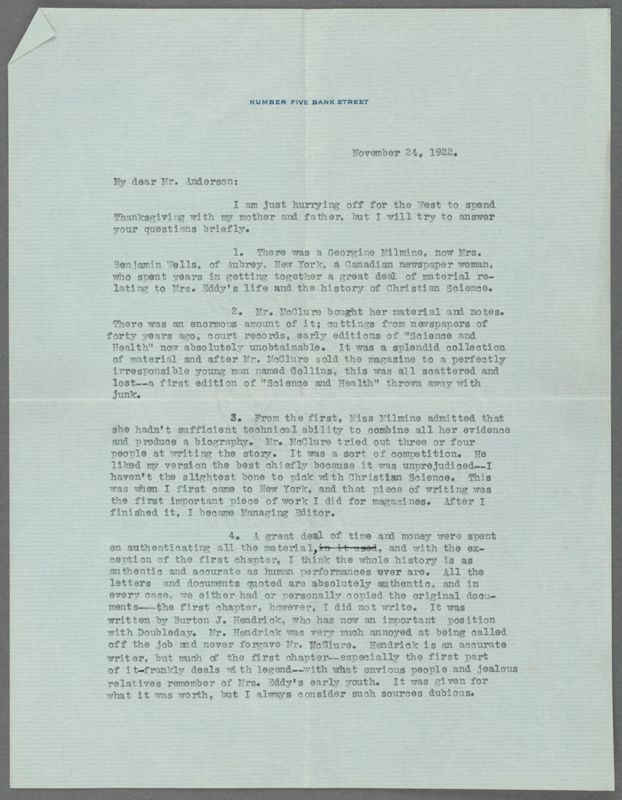 NUMBER FIVE BANK STREET
November 24, 1922.
My dear Mr. Anderson:
I am just hurrying off for the West to spend
Thanksgiving with my mother and father, but I will try to answer
your questions briefly.
1. There was a Georgine Milmine, now Mrs.
Benjamin Wells, of Aubrey, New York, a Canadian newspaper woman,
who spent years in getting together a great deal of material re-
lating to Mrs. Eddy's life and the history of Christian Science.
2. Mr. McClure bought her material and notes.
There was an enormous amount of it; cuttings from newspapers of
forty years ago, court records, early editions of "Science and
Health" now absolutely unobtainable. It was a splendid collection
of material and after Mr. McClure sold the magazine to a perfectly
irresponsible young man named Collins, this was all scattered and
lost--a first edition of "Science and Health" thrown away with
junk.
3. From the first, Miss Milmine admitted that
she hadn't sufficient technical ability to combine all her evidence
and produce a biography. Mr. McClure tried out three or four
people at writing the story. It was a sort of competition. He
liked my version the best chiefly because it was unprejudiced--I
haven't the slightest bone to pick with Christian Science. This
was when I first came to New York, and that piece of writing was
the first important piece of work I did for magazines. After I
finished it, I became Managing Editor.
4. A great deal of time and money were spent
on authenticating all the material, in it used, and with the ex-
ception of the first chapter, I think the whole history is as
authentic and accurate as human performances ever are. All the
letters and documents quoted are absolutely authentic, and in
every case, we either had or personally copied the original docu-
ments---the first chapter, however, I did not write. It was
written by Burton J. Hendrick, who has now an important position
with Doubleday. Mr. Hendrick was very much annoyed at being called
off the job and never forgave Mr. McClure. Hendrick is an accurate
writer, but much of the first chapter--especially the first part
of it-frankly deals with legend--with what envious people and jealous
relatives remember of Mrs. Eddy's early youth. It was given for
what it was worth, but I always consider such sources dubious.